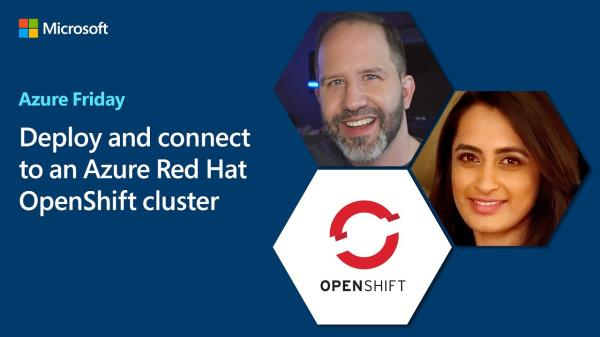 Microsoft
Azure Friday
Deploy and connect
to an Azure Red Hat
OpenShift cluster
OPENSHIFT